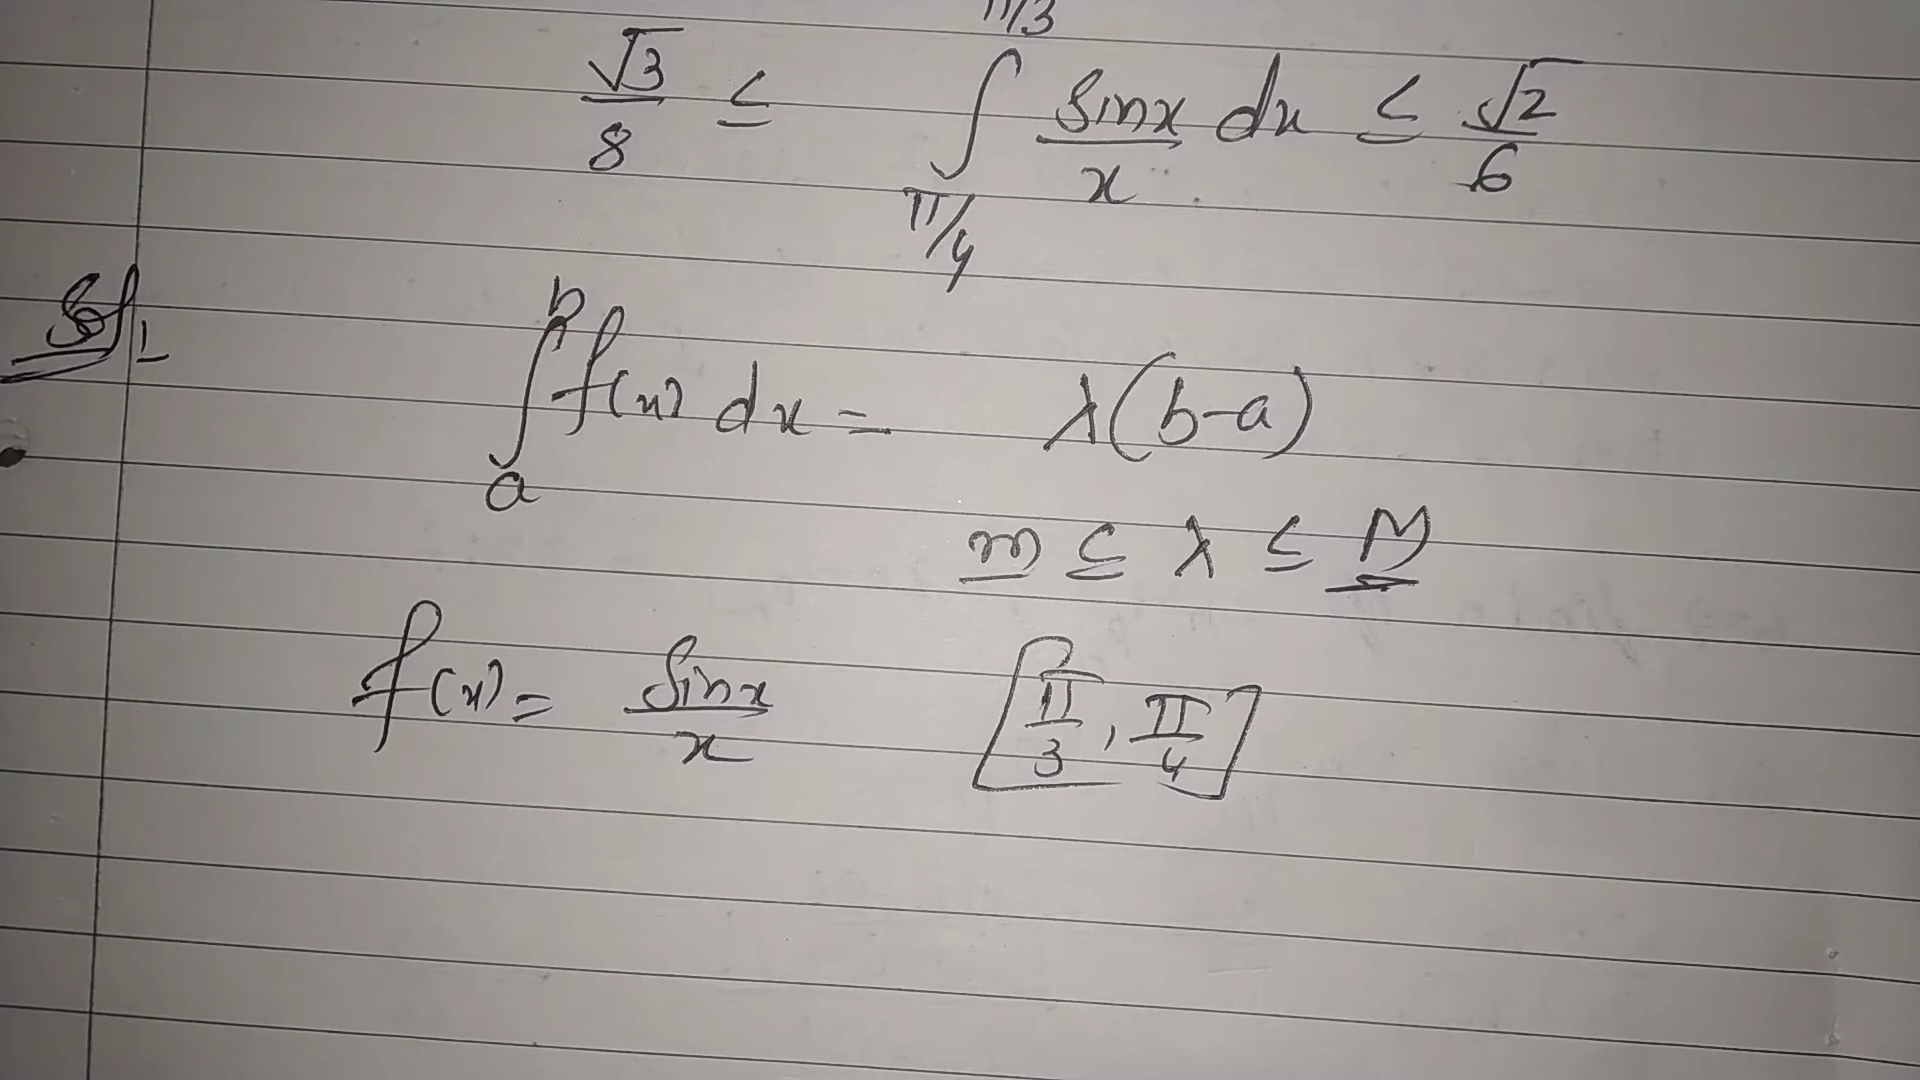 √3/8 ≤ ∫_{π/4}^{π/3} sinx/x dx ≤ √2/6
Sol:
∫_a^b f(x) dx = λ(b-a)
m ≤ λ ≤ M
f(x) = sinx/x [π/3, π/4]